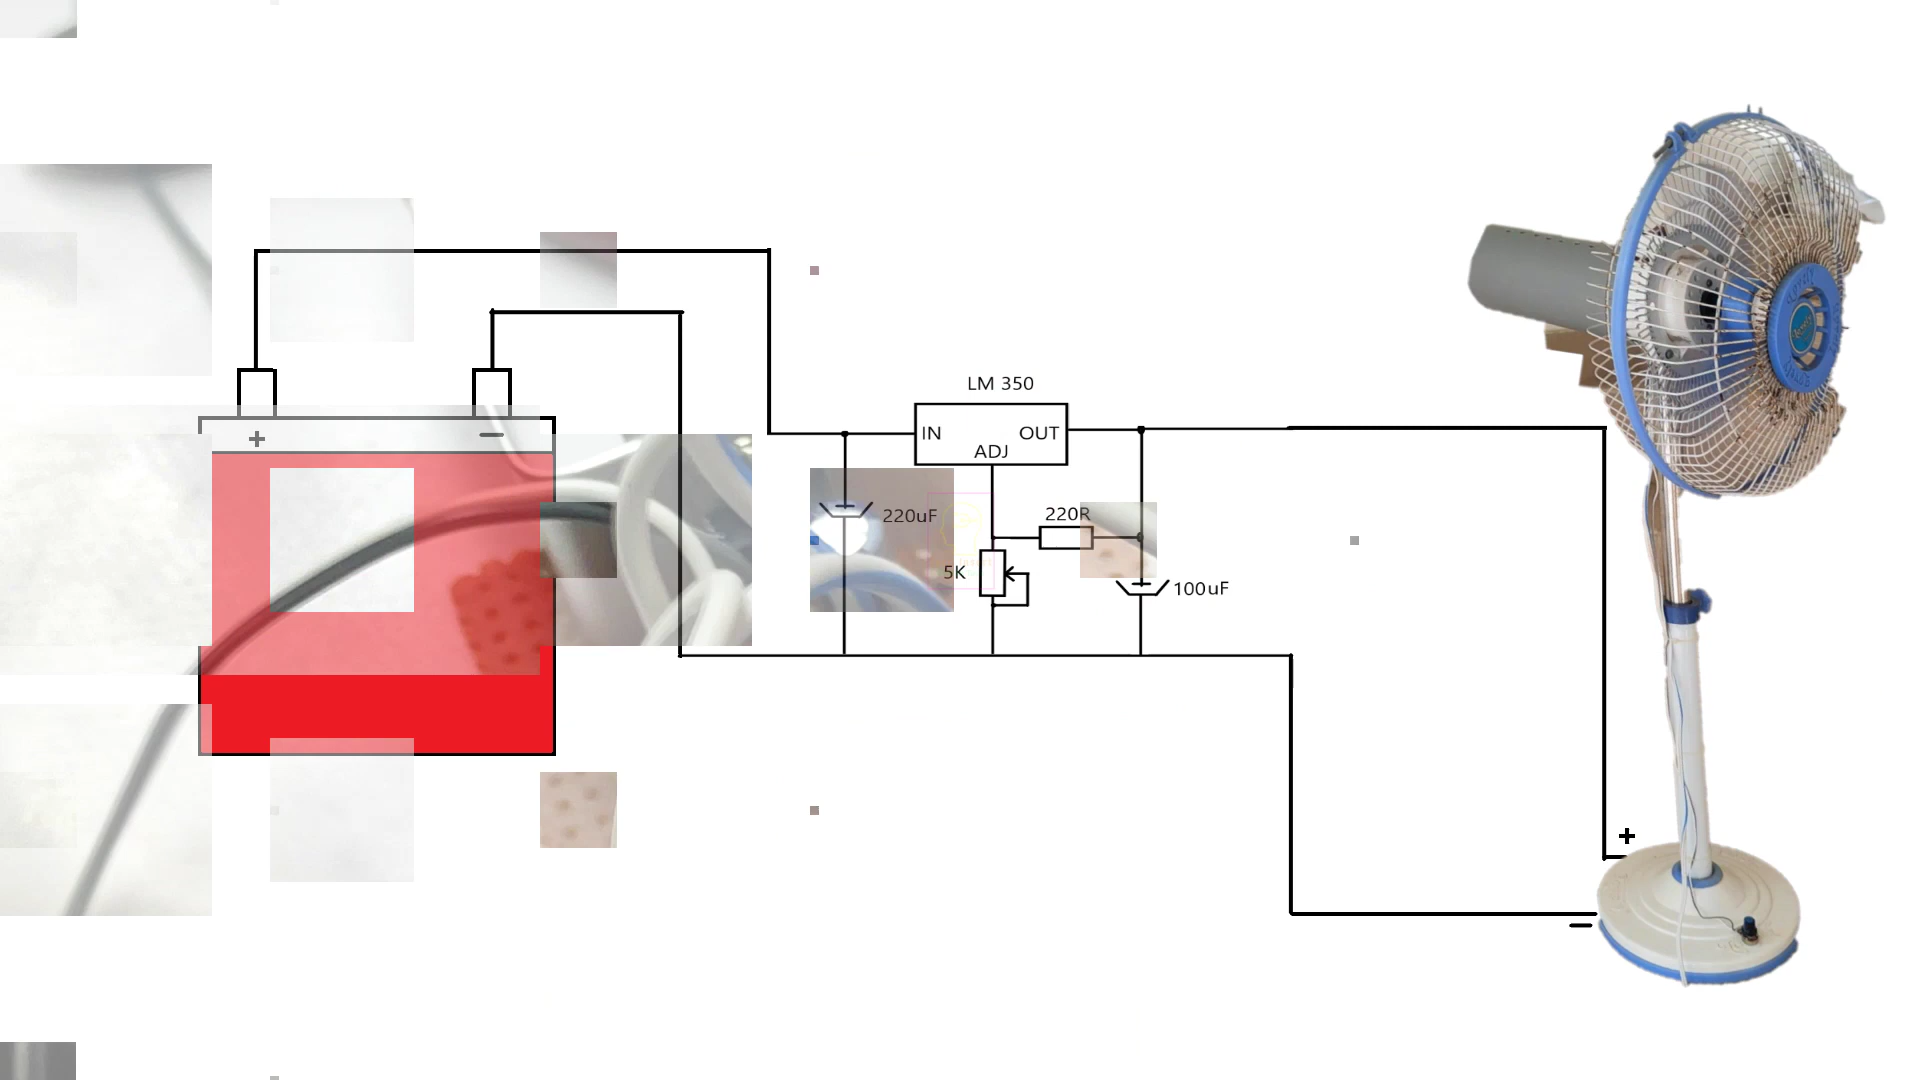 LM 350
IN
OUT
ADJ
+
−
220uF
220R
5K
100uF
+
−